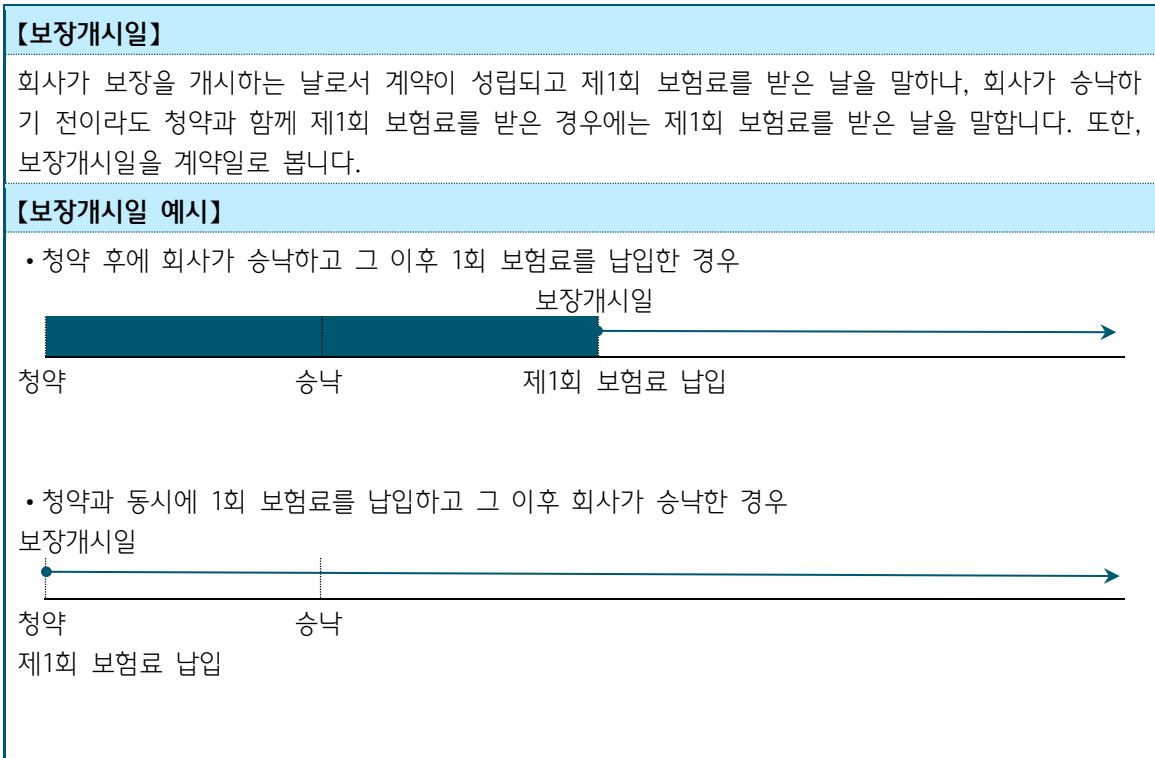 【보장개시일】
회사가 보장을 개시하는 날로서 계약이 성립되고 제1회 보험료를 받은 날을 말하나, 회사가 승낙하
기 전이라도 청약과 함께 제1회 보험료를 받은 경우에는 제1회 보험료를 받은 날을 말합니다. 또한,
보장개시일을 계약일로 봅니다.
【보장개시일 예시】
•청약 후에 회사가 승낙하고 그 이후 1회 보험료를 납입한 경우
보장개시일
청약 승낙 제1회 보험료 납입
•청약과 동시에 1회 보험료를 납입하고 그 이후 회사가 승낙한 경우
보장개시일
청약 승낙
제1회 보험료 납입